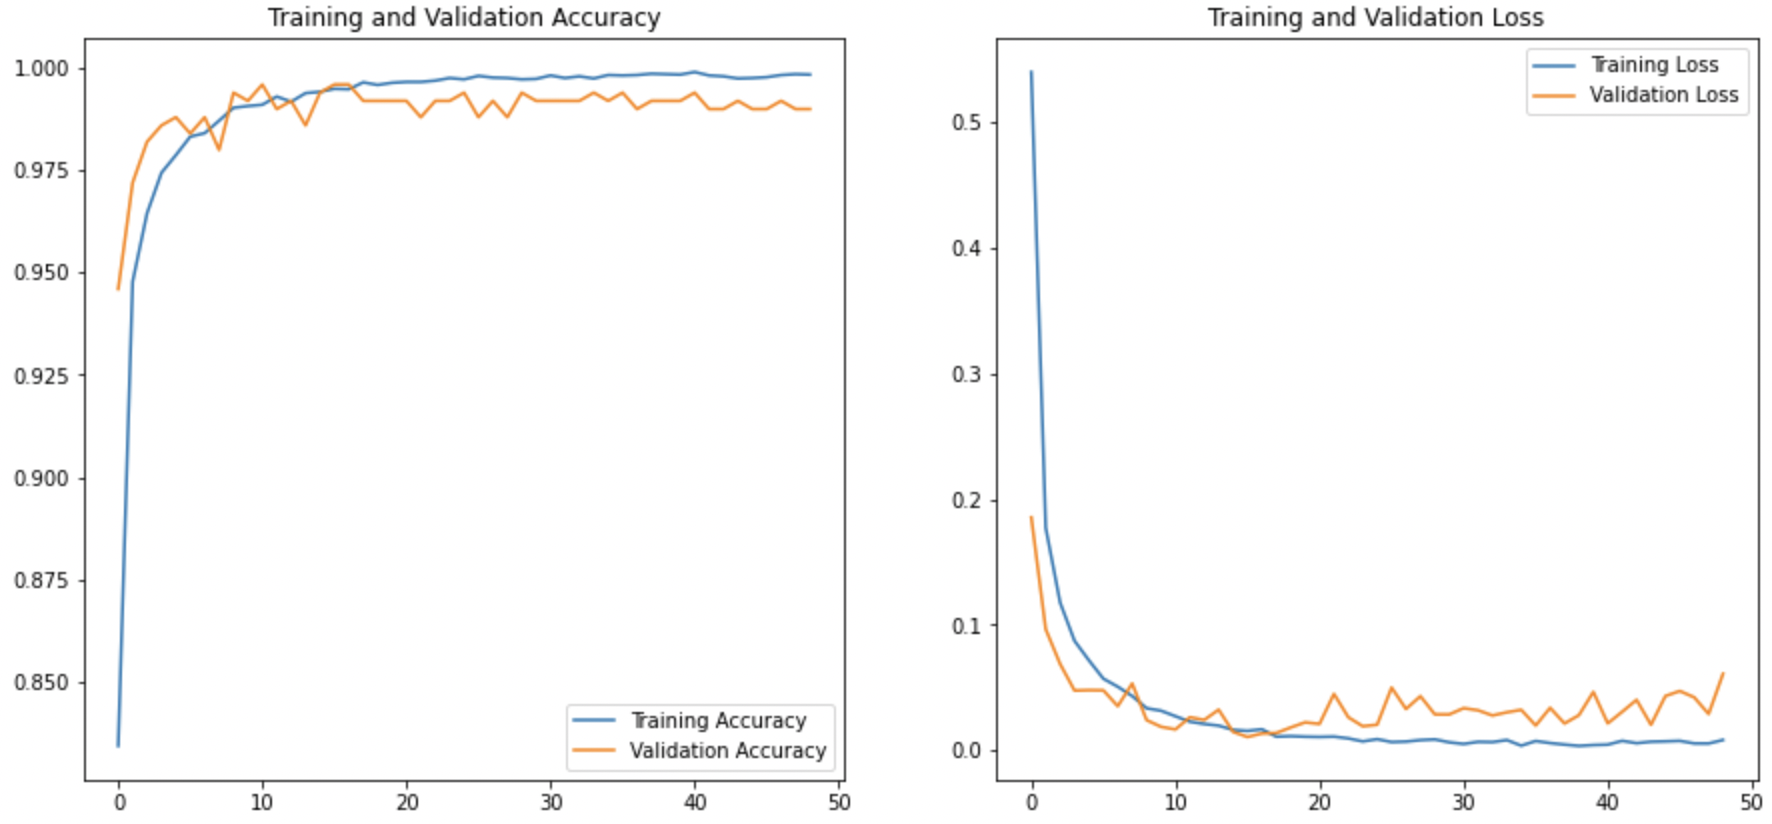 Training and Validation Accuracy
1.000
0.975
0.950
0.925
0.900
0.875
0.850
Training Accuracy
Validation Accuracy
0 10 20 30 40 50
Training and Validation Loss
Training Loss
Validation Loss
0.5
0.4
0.3
0.2
0.1
0.0
0 10 20 30 40 50